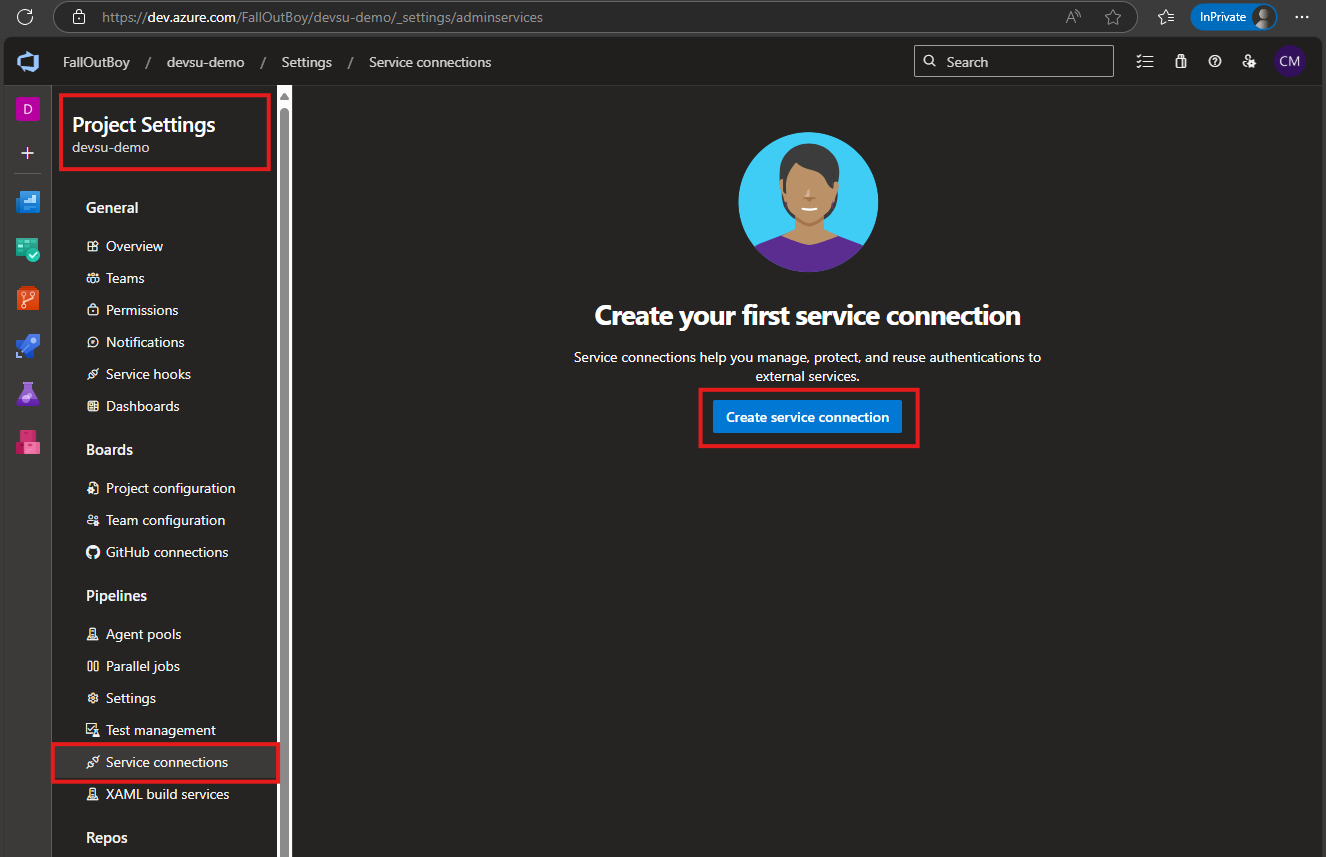 https://dev.azure.com/FallOutBoy/devsu-demo/_settings/adminservices
InPrivate
FallOutBoy / devsu-demo / Settings / Service connections
Search
CM
D
Project Settings
devsu-demo
General
Overview
Teams
Permissions
Notifications
Service hooks
Dashboards
Boards
Project configuration
Team configuration
GitHub connections
Pipelines
Agent pools
Parallel jobs
Settings
Test management
Service connections
XAML build services
Repos
Create your first service connection
Service connections help you manage, protect, and reuse authentications to
external services.
Create service connection